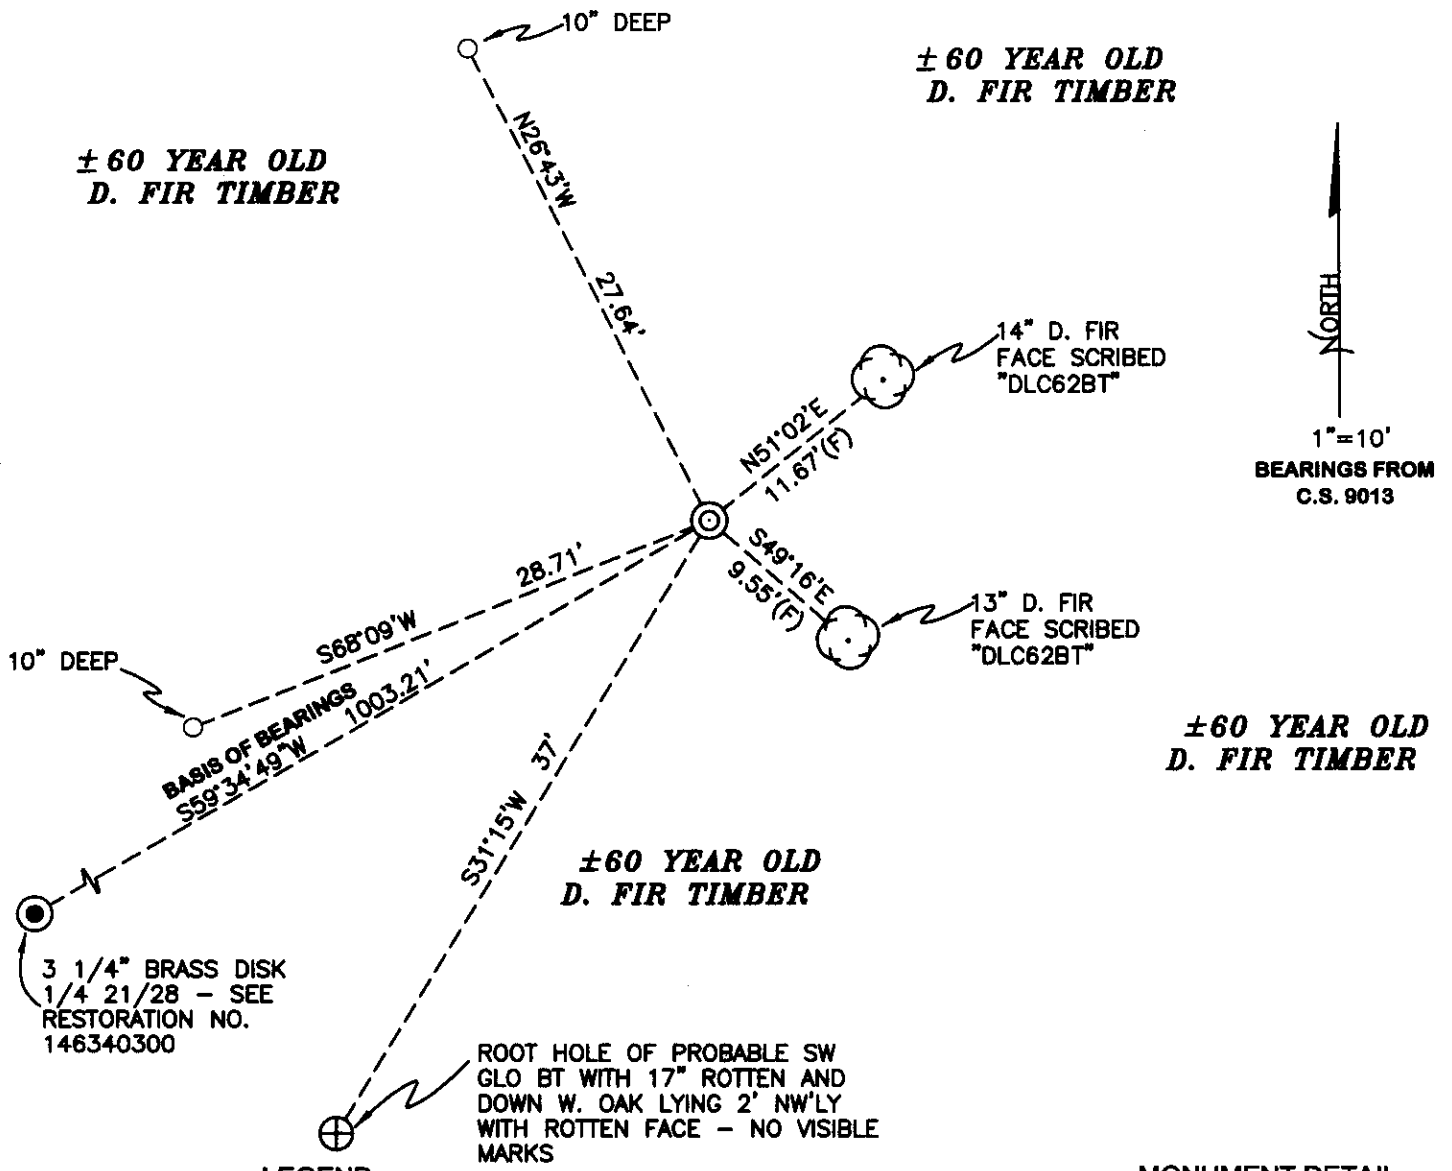 10" DEEP
± 60 YEAR OLD
D. FIR TIMBER
± 60 YEAR OLD
D. FIR TIMBER
N26°43'W
27.64'
NORTH
1"=10'
BEARINGS FROM
C.S. 9013
14" D. FIR
FACE SCRIBED
"DLC62BT"
N51°02'E
11.67'(F)
S49°16'E
9.55'(F)
13" D. FIR
FACE SCRIBED
"DLC62BT"
28.71'
S68°09'W
10" DEEP
BASIS OF BEARINGS
S59°34'49"W 1003.21'
37'
S31°15'W
±60 YEAR OLD
D. FIR TIMBER
±60 YEAR OLD
D. FIR TIMBER
3 1/4" BRASS DISK
1/4 21/28 - SEE
RESTORATION NO.
146340300
ROOT HOLE OF PROBABLE SW
GLO BT WITH 17" ROTTEN AND
DOWN W. OAK LYING 2' NW'LY
WITH ROTTEN FACE - NO VISIBLE
MARKS
LEGEND
MONUMENT DETAIL